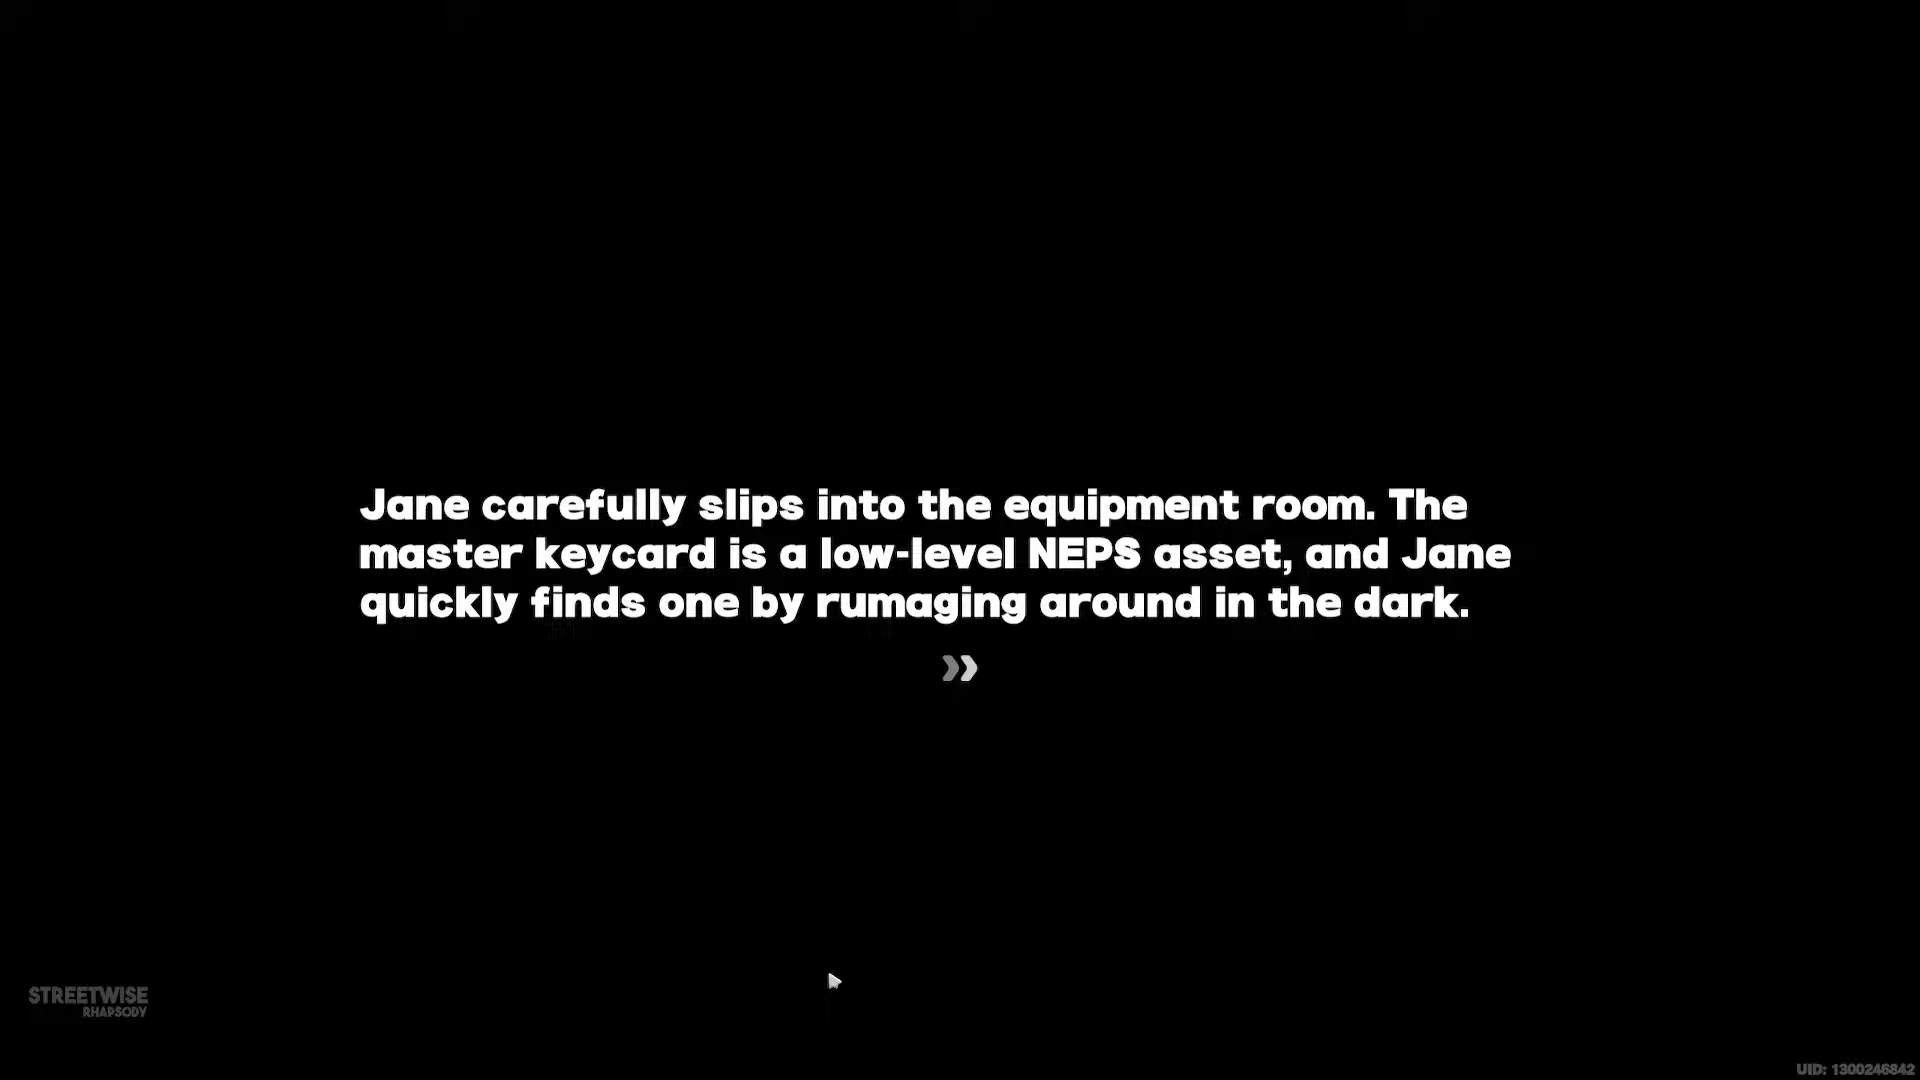 Jane carefully slips into the equipment room. The
master keycard is a low-level NEPS asset, and Jane
quickly finds one by rumaging around in the dark.
STREETWISE
RHAPSODY
UID: 1300246842